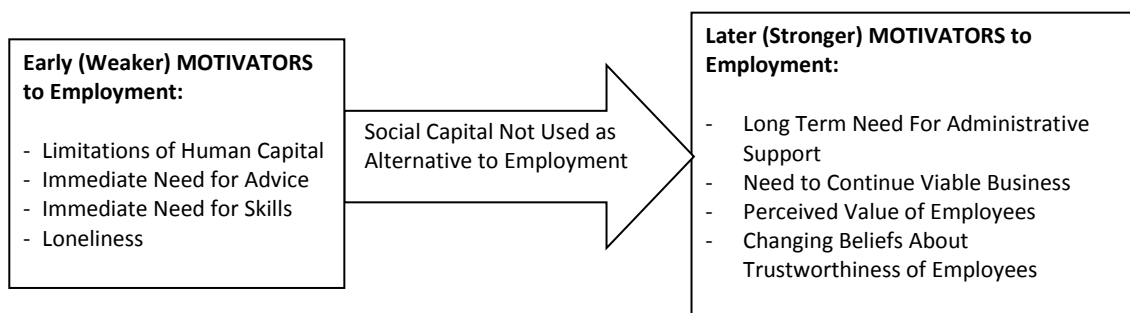 Early (Weaker) MOTIVATORS
to Employment:
- Limitations of Human Capital
- Immediate Need for Advice
- Immediate Need for Skills
- Loneliness
Social Capital Not Used as
Alternative to Employment
Later (Stronger) MOTIVATORS to
Employment:
- Long Term Need For Administrative
Support
- Need to Continue Viable Business
- Perceived Value of Employees
- Changing Beliefs About
Trustworthiness of Employees